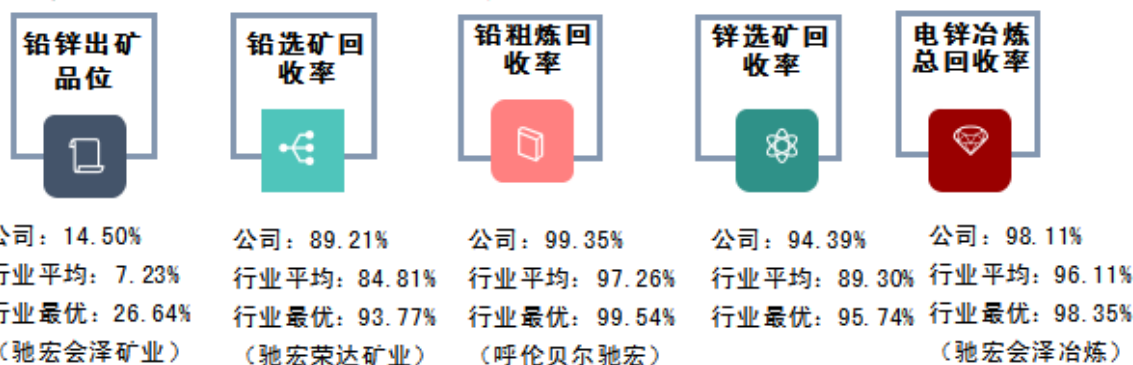 铅锌出矿
品位
铅选矿回
收率
铅粗炼回
收率
锌选矿回
收率
电锌冶炼
总回收率
公司：14.50%
行业平均：7.23%
行业最优：26.64%
（驰宏会泽矿业）
公司：89.21%
行业平均：84.81%
行业最优：93.77%
（驰宏荣达矿业）
公司：99.35%
行业平均：97.26%
行业最优：99.54%
（呼伦贝尔驰宏）
公司：94.39%
行业平均：89.30%
行业最优：95.74%
公司：98.11%
行业平均：96.11%
行业最优：98.35%
（驰宏会泽冶炼）